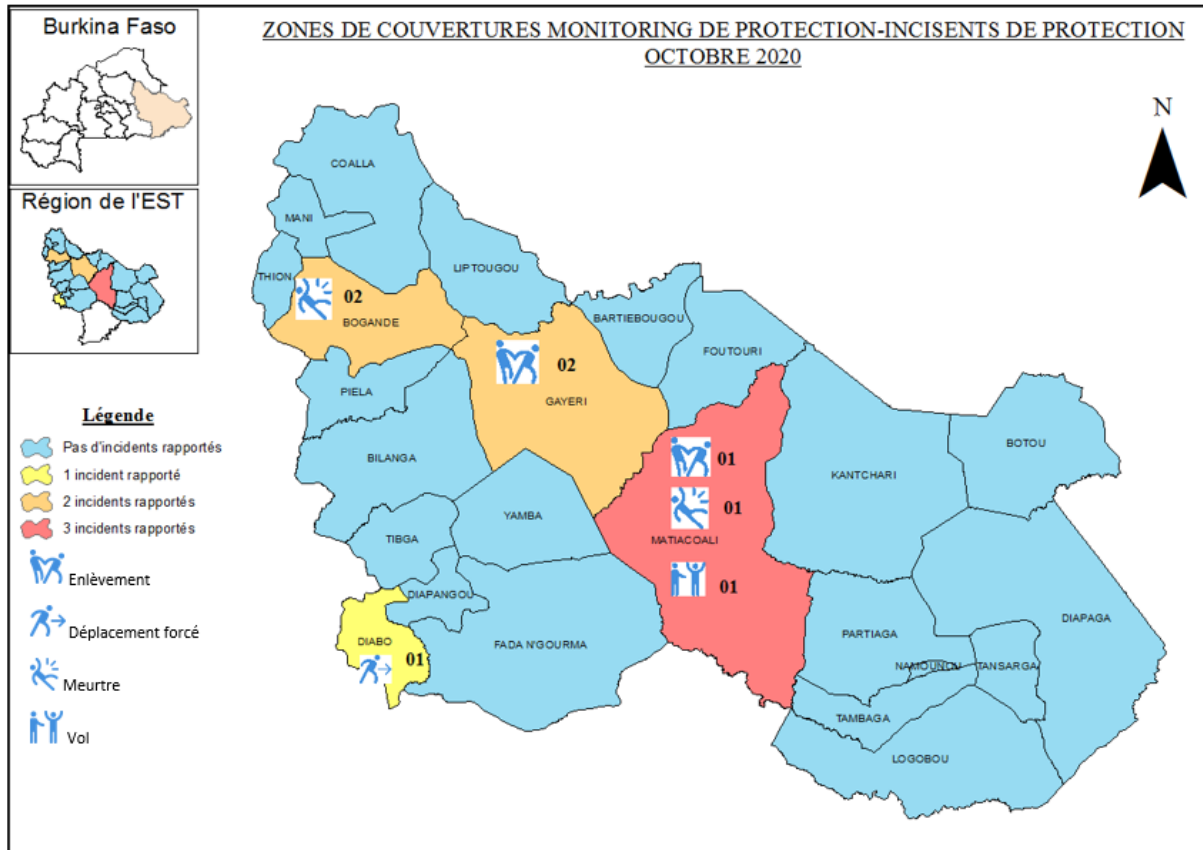 Burkina Faso
Région de l'EST
ZONES DE COUVERTURES MONITORING DE PROTECTION-INCISENTS DE PROTECTION
OCTOBRE 2020
N
COALLA
MANI
LIPTOUGOU
THION
02
BOGANDE
BARTIEBOUGOU
FOUTOURI
02
GAYERI
PIELA
BOTOU
BILANGA
01
KANTCHARI
01
YAMBA
MATIACOALI
TIBGA
01
DIAPANGOU
DIABO
01
FADA N'GOURMA
PARTIAGA
DIAPAGA
NAMOUNOU
TANSARGA
TAMBAGA
LOGOBOU
Légende
Pas d'incidents rapportés
1 incident rapporté
2 incidents rapportés
3 incidents rapportés
Enlèvement
Déplacement forcé
Meurtre
Vol